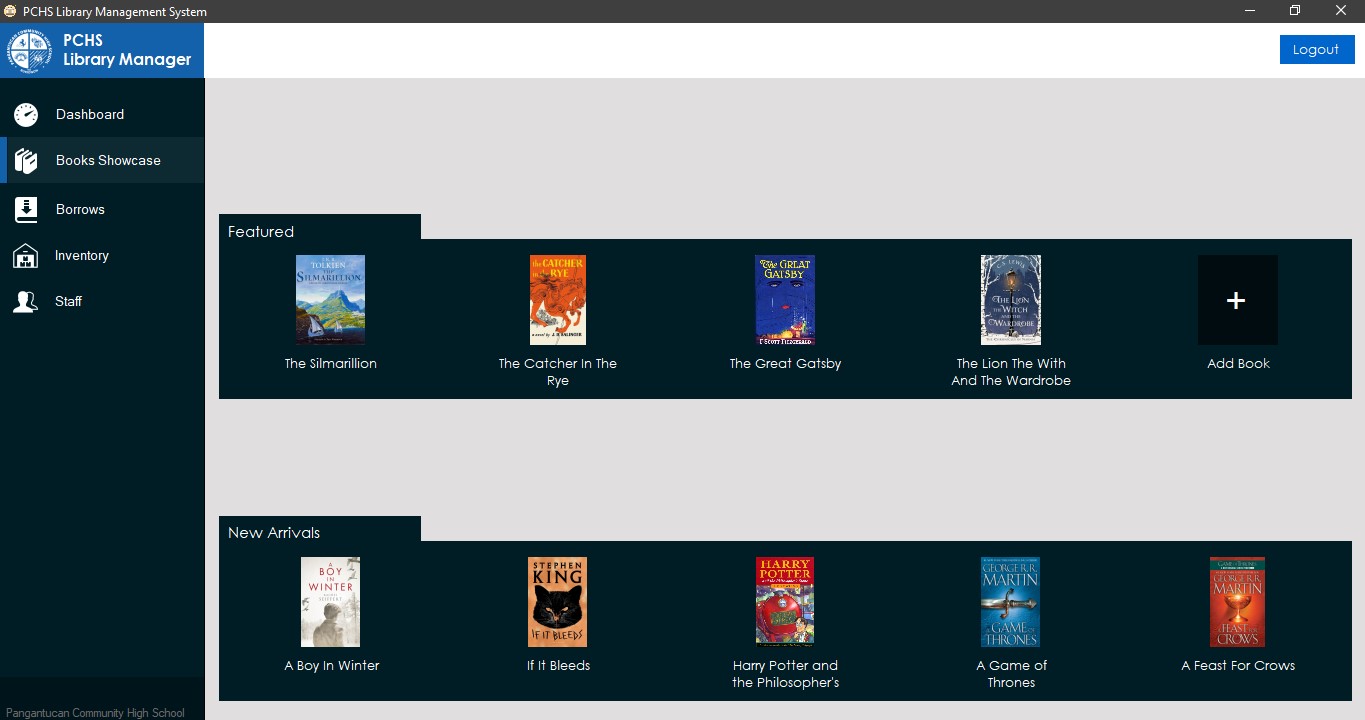 PCHS Library Management System
PCHS
Library Manager
Logout
Dashboard
Books Showcase
Borrows
Inventory
Staff
Featured
TOLKIEN
SILMARILLION
the CATCHER
in the RYE
a novel by J. D. SALINGER
The GREAT
GATSBY
F. SCOTT FITZGERALD
C. S. LEWIS
THE LION
THE WITCH
AND THE
WARDROBE
+
The Silmarillion
The Catcher In The
Rye
The Great Gatsby
The Lion The With
And The Wardrobe
Add Book
New Arrivals
A
BOY
IN
WINTER
SEIFFERT
STEPHEN
KING
IF IT BLEEDS
HARRY
POTTER
GEORGE R.R.
MARTIN
A GAME OF
THRONES
GEORGE R.R.
MARTIN
A FEAST FOR
CROWS
A Boy In Winter
If It Bleeds
Harry Potter and
the Philosopher's
A Game of
Thrones
A Feast For Crows
Pangantucan Community High School